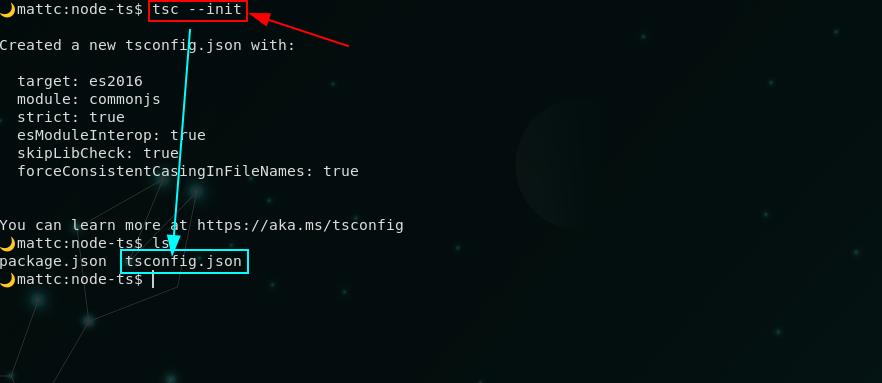 🌙mattc:node-ts$ tsc --init
Created a new tsconfig.json with:
target: es2016
module: commonjs
strict: true
esModuleInterop: true
skipLibCheck: true
forceConsistentCasingInFileNames: true
You can learn more at https://aka.ms/tsconfig
🌙mattc:node-ts$ ls
package.json tsconfig.json
🌙mattc:node-ts$